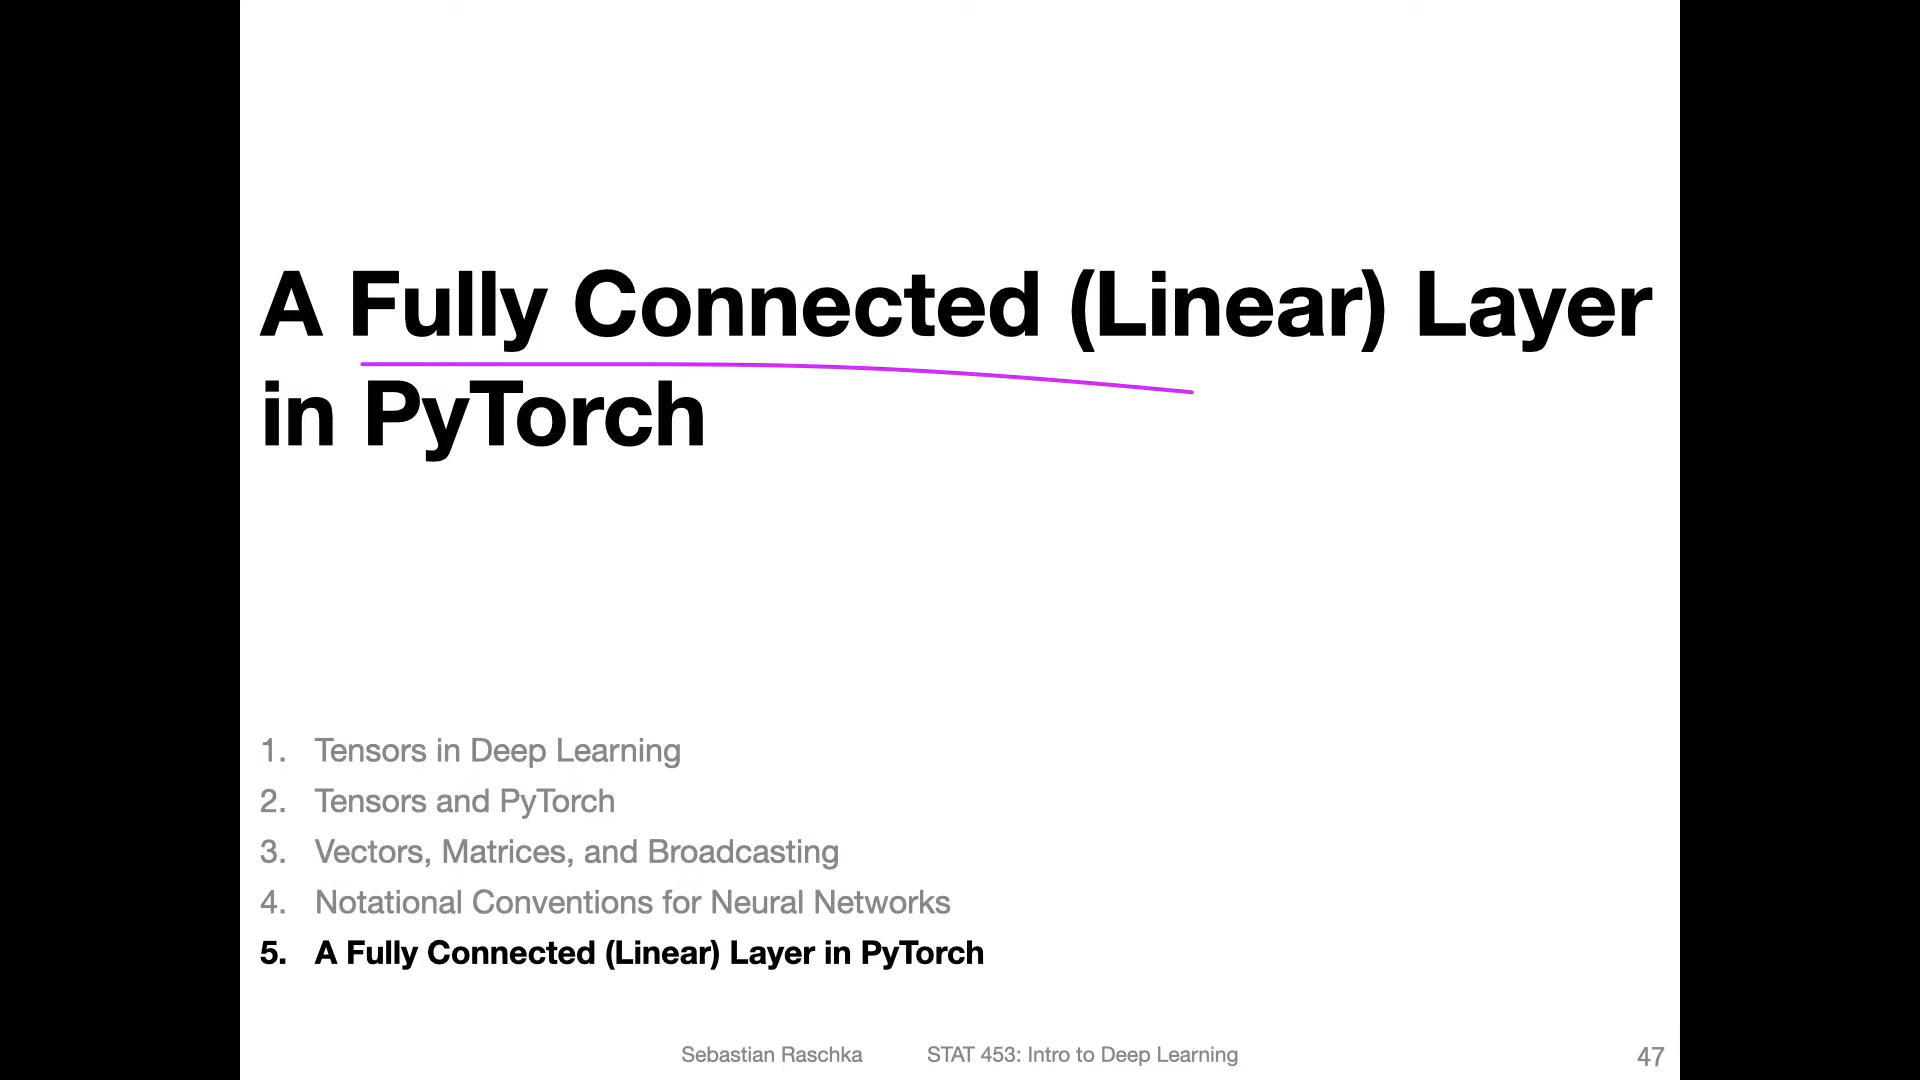 A Fully Connected (Linear) Layer
in PyTorch
1. Tensors in Deep Learning
2. Tensors and PyTorch
3. Vectors, Matrices, and Broadcasting
4. Notational Conventions for Neural Networks
5. A Fully Connected (Linear) Layer in PyTorch
Sebastian Raschka STAT 453: Intro to Deep Learning 47